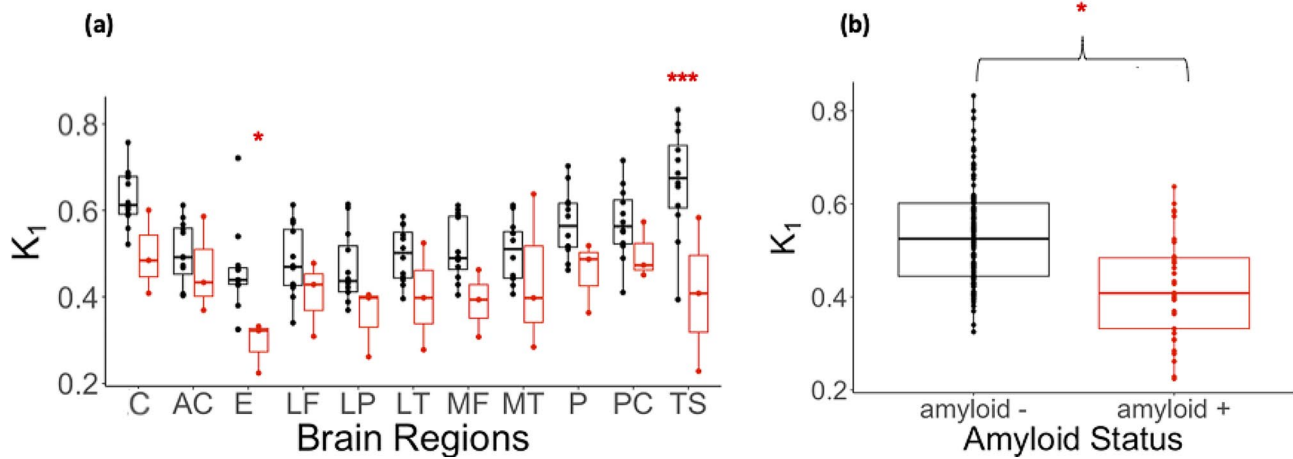 (a)
K1
0.8
0.6
0.4
0.2
*
***
C AC E LF LP LT MF MT P PC TS
Brain Regions
(b)
*
K1
0.8
0.6
0.4
0.2
amyloid - amyloid +
Amyloid Status